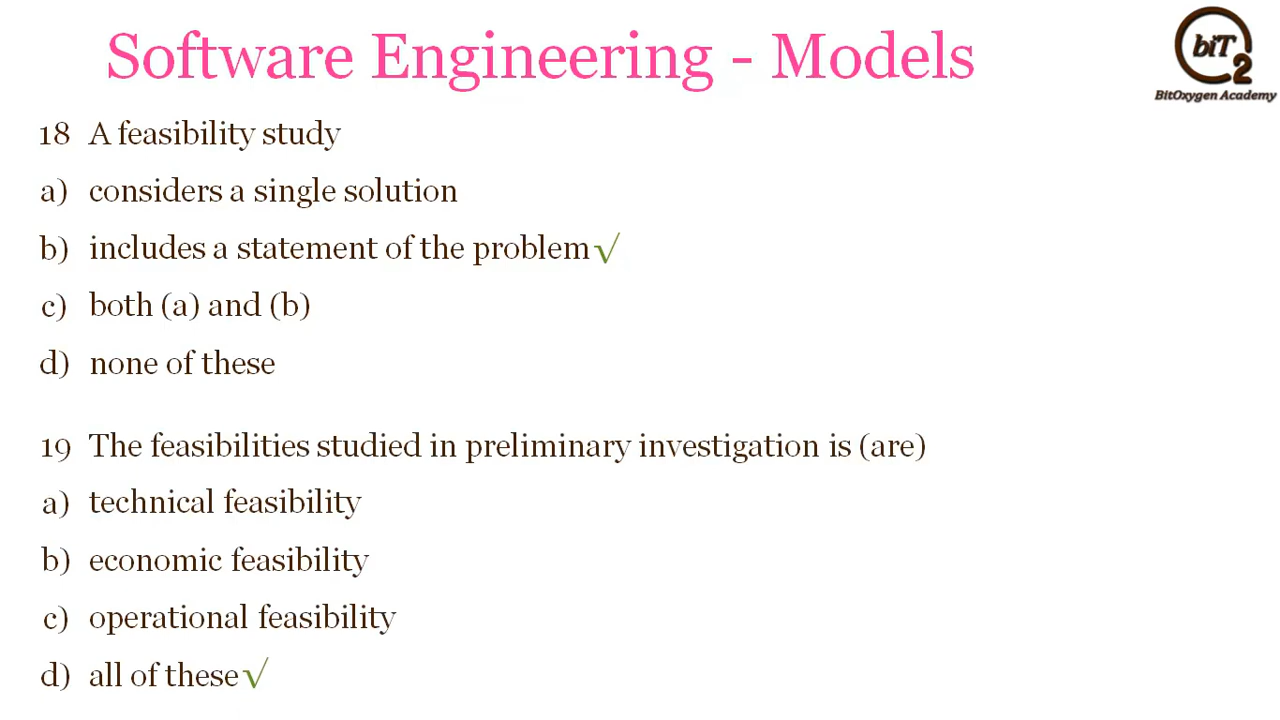 Software Engineering - Models
biT
2
BitOxygen Academy
18 A feasibility study
a) considers a single solution
b) includes a statement of the problem√
c) both (a) and (b)
d) none of these
19 The feasibilities studied in preliminary investigation is (are)
a) technical feasibility
b) economic feasibility
c) operational feasibility
d) all of these√